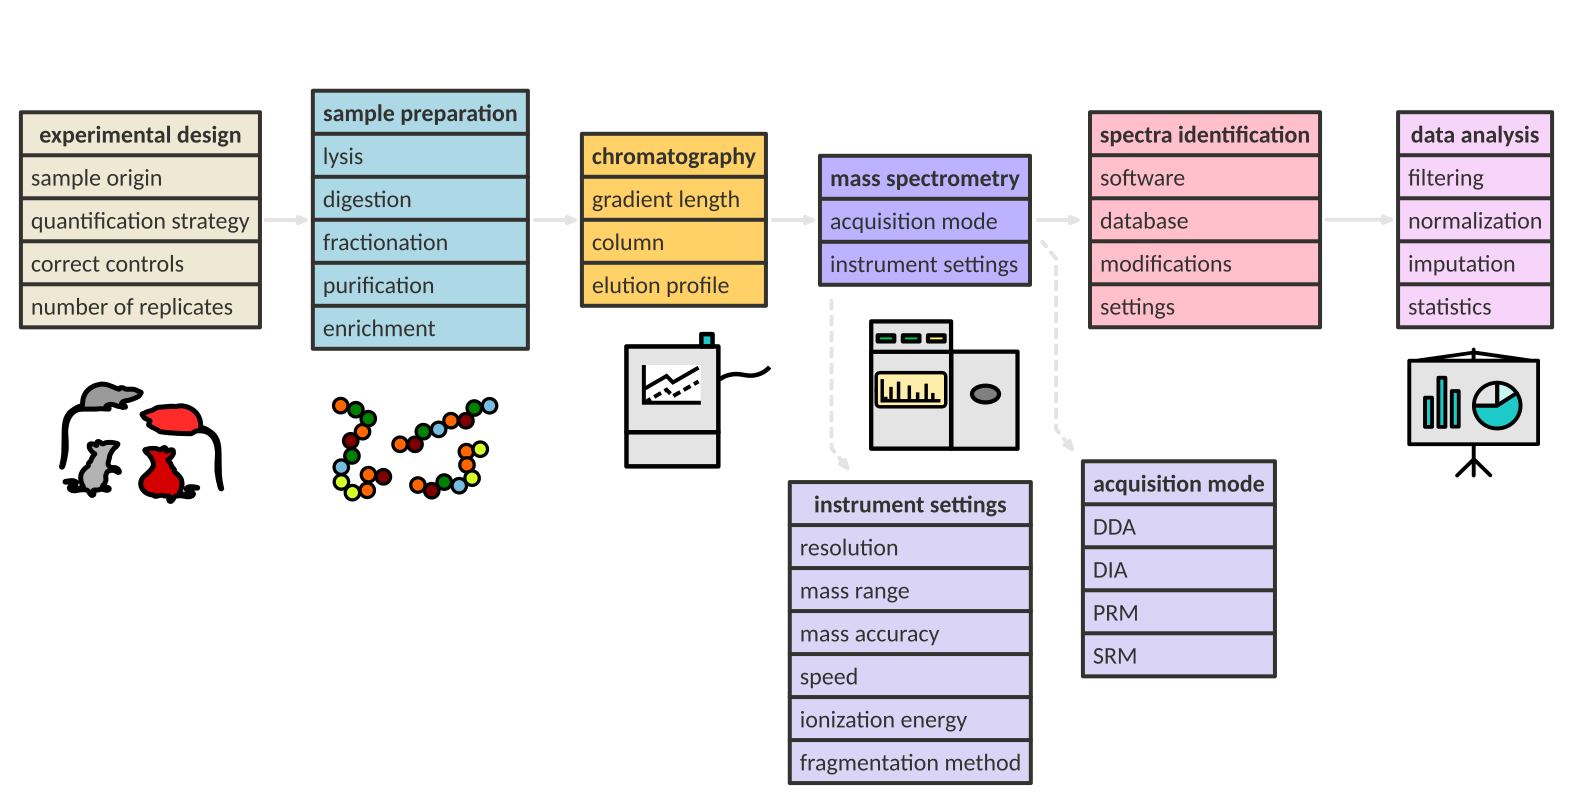 experimental design
sample origin
quantification strategy
correct controls
number of replicates
sample preparation
lysis
digestion
fractionation
purification
enrichment
chromatography
gradient length
column
elution profile
mass spectrometry
acquisition mode
instrument settings
spectra identification
software
database
modifications
settings
data analysis
filtering
normalization
imputation
statistics
instrument settings
resolution
mass range
mass accuracy
speed
ionization energy
fragmentation method
acquisition mode
DDA
DIA
PRM
SRM